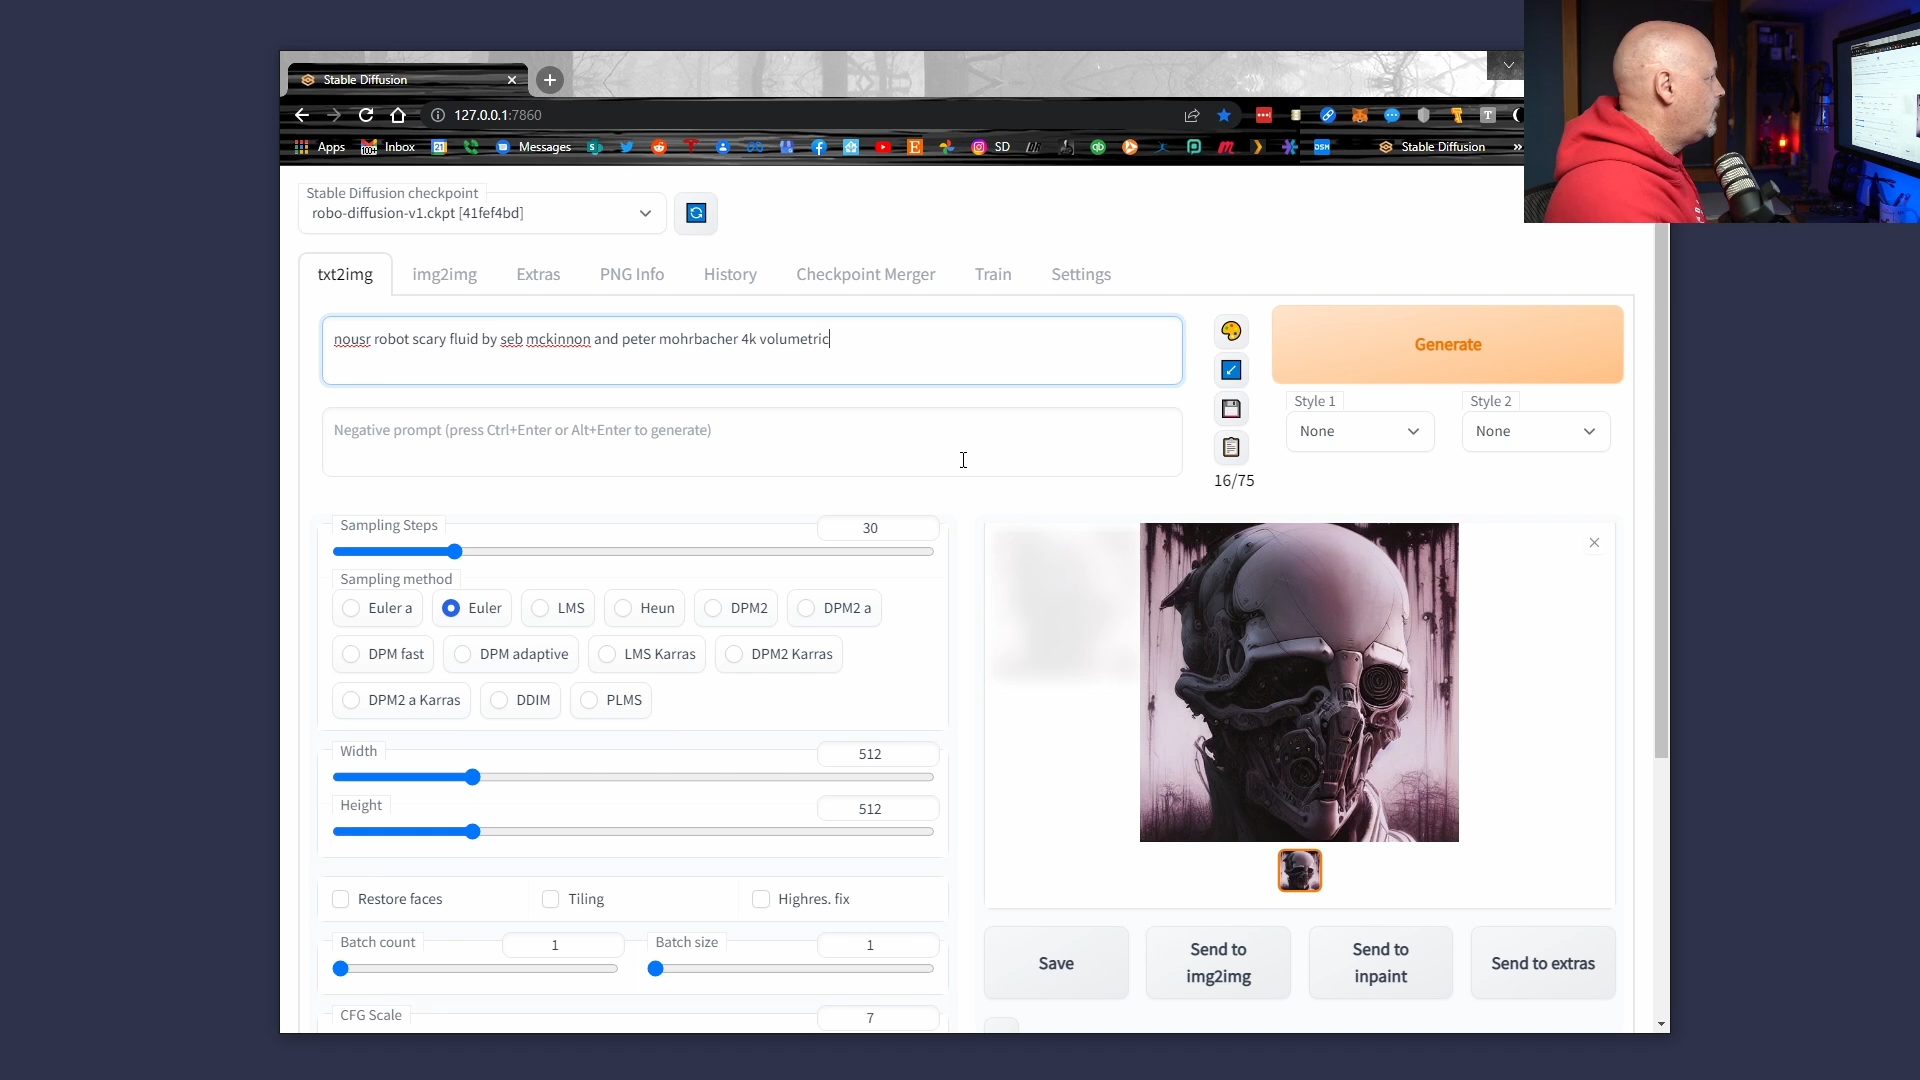 Stable Diffusion
127.0.0.1:7860
Apps
Inbox
Messages
SD
Stable Diffusion
Stable Diffusion checkpoint
robo-diffusion-v1.ckpt [41fef4bd]
txt2img
img2img
Extras
PNG Info
History
Checkpoint Merger
Train
Settings
nousr robot scary fluid by seb mckinnon and peter mohrbacher 4k volumetric
Generate
Style 1
Style 2
Negative prompt (press Ctrl+Enter or Alt+Enter to generate)
None
None
16/75
Sampling Steps
30
Sampling method
Euler a
Euler
LMS
Heun
DPM2
DPM2 a
DPM fast
DPM adaptive
LMS Karras
DPM2 Karras
DPM2 a Karras
DDIM
PLMS
Width
512
Height
512
Restore faces
Tiling
Highres. fix
Batch count
1
Batch size
1
CFG Scale
7
Save
Send to
img2img
Send to
inpaint
Send to extras